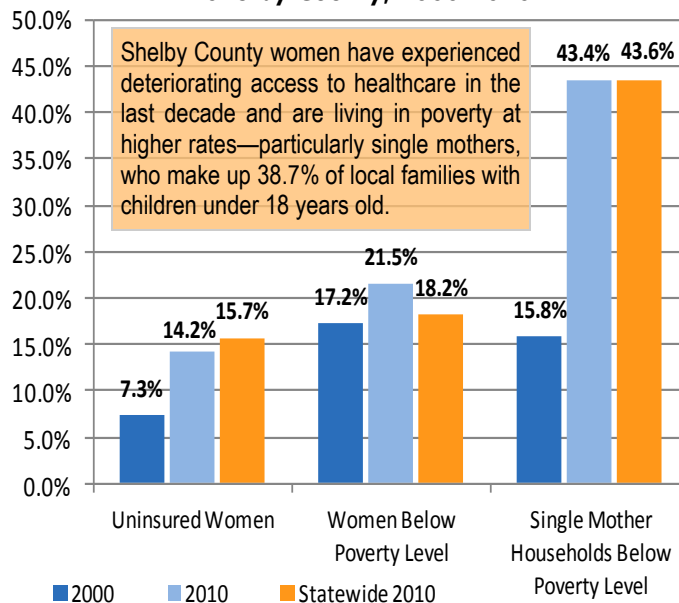 50.0%
45.0%
40.0%
35.0%
30.0%
25.0%
20.0%
15.0%
10.0%
5.0%
0.0%
Shelby County women have experienced
deteriorating access to healthcare in the
last decade and are living in poverty at
higher rates—particularly single mothers,
who make up 38.7% of local families with
children under 18 years old.
7.3%
14.2%
15.7%
17.2%
21.5%
18.2%
15.8%
43.4%
43.6%
Uninsured Women
Women Below
Poverty Level
Single Mother
Households Below
Poverty Level
2000
2010
Statewide 2010